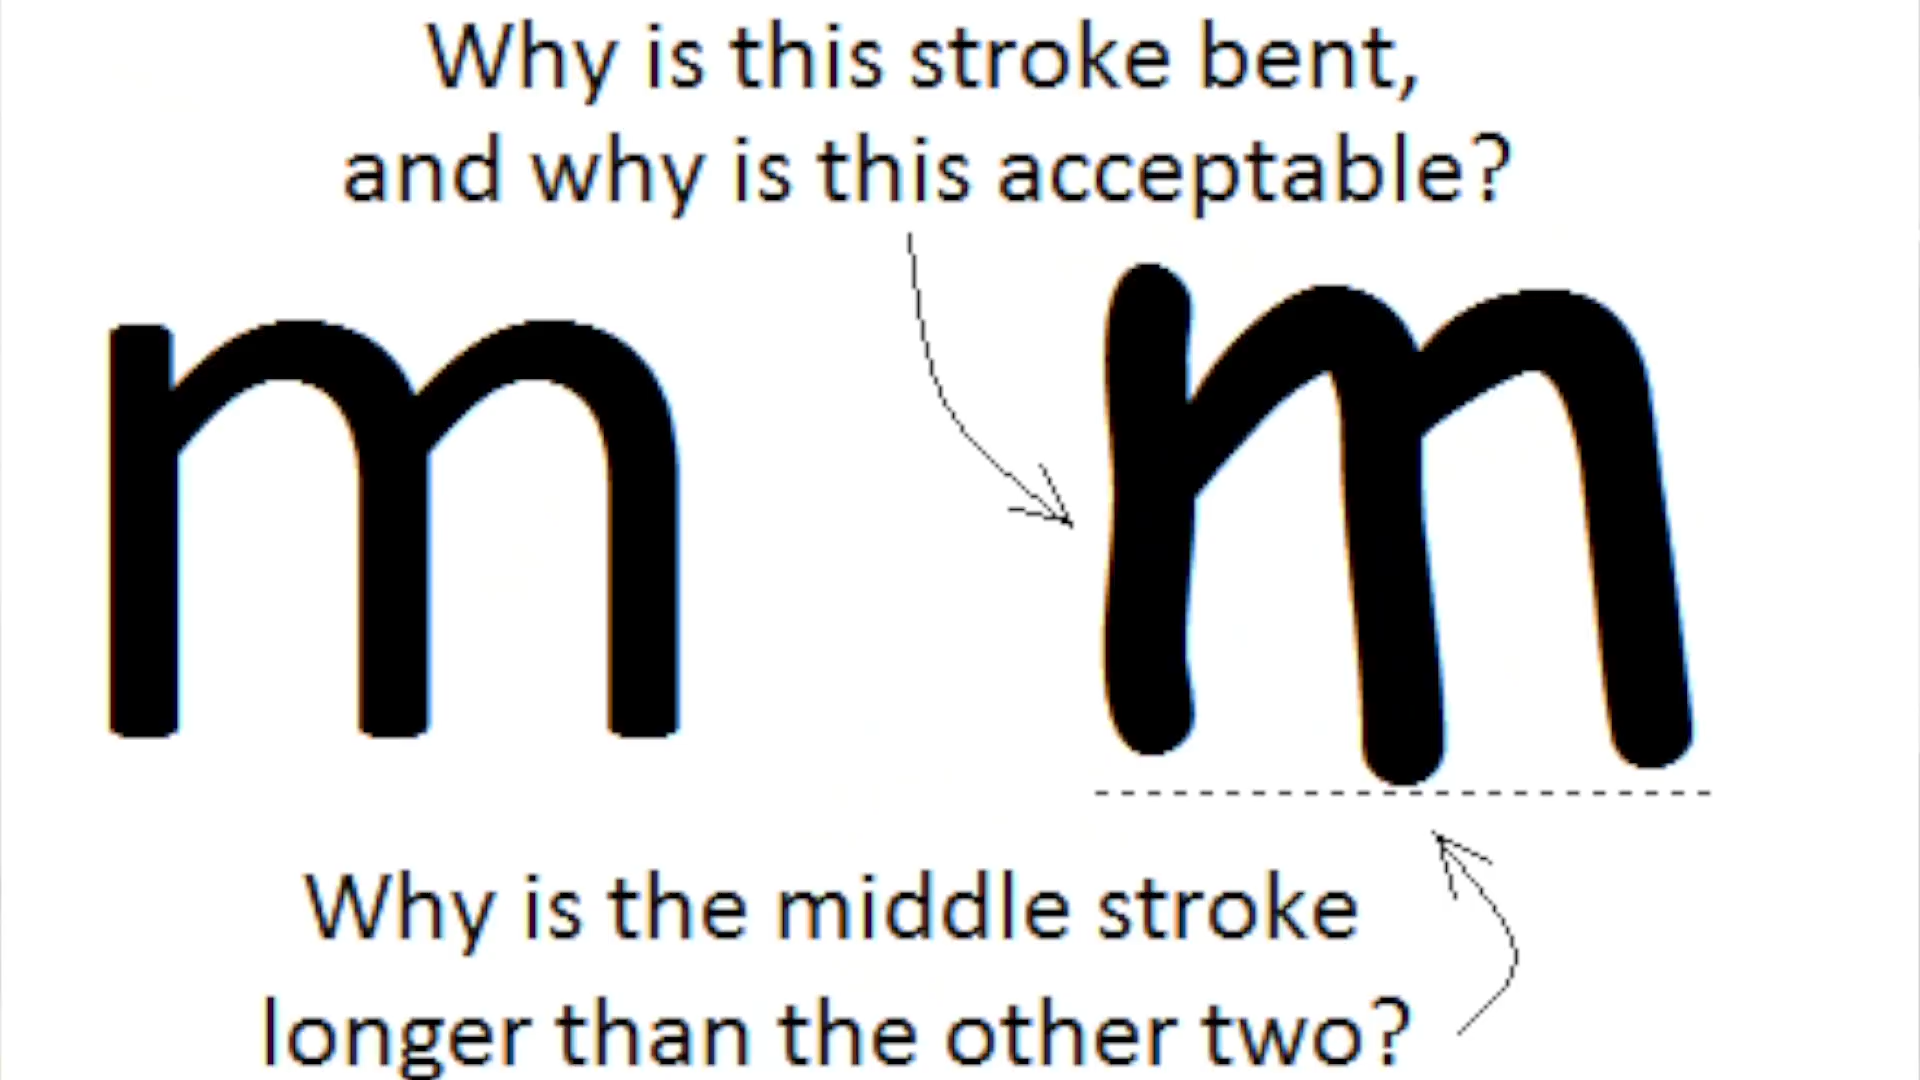 Why is this stroke bent,
and why is this acceptable?
m m
Why is the middle stroke
longer than the other two?